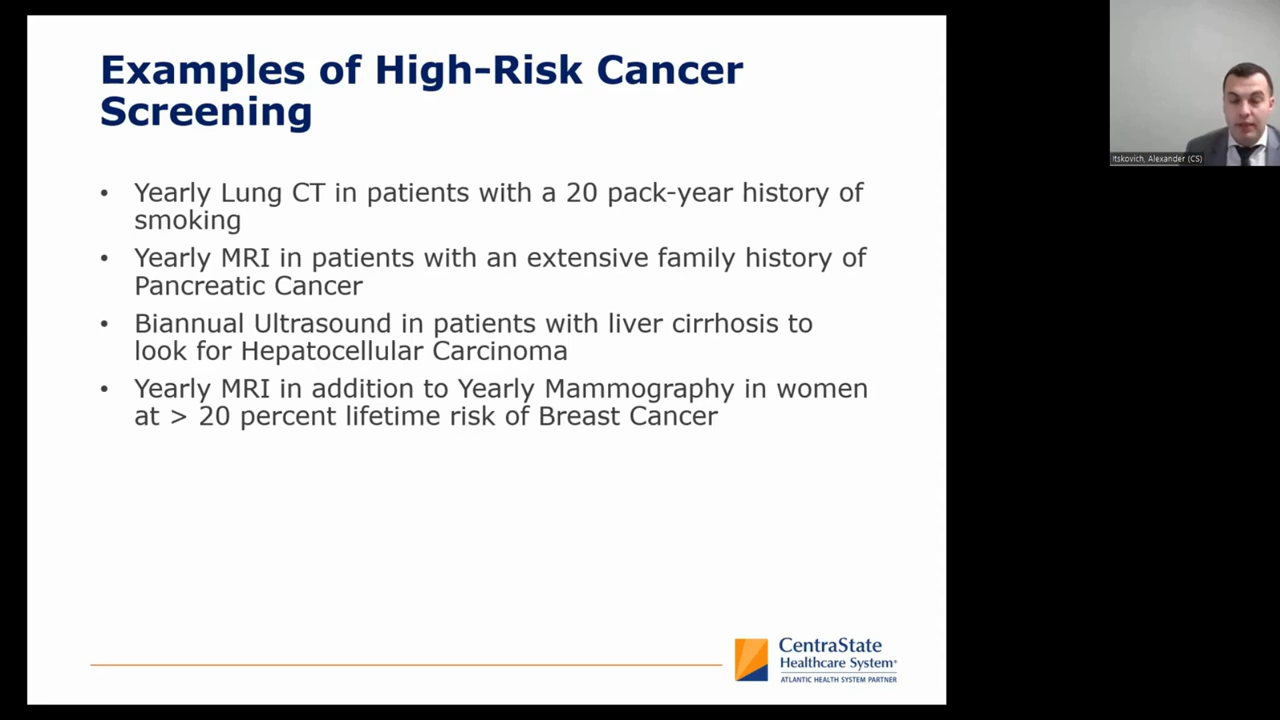 Examples of High-Risk Cancer
Screening
• Yearly Lung CT in patients with a 20 pack-year history of
smoking
• Yearly MRI in patients with an extensive family history of
Pancreatic Cancer
• Biannual Ultrasound in patients with liver cirrhosis to
look for Hepatocellular Carcinoma
• Yearly MRI in addition to Yearly Mammography in women
at > 20 percent lifetime risk of Breast Cancer
CentraState
Healthcare System®
ATLANTIC HEALTH SYSTEM PARTNER
Itskovich, Alexander (CS)